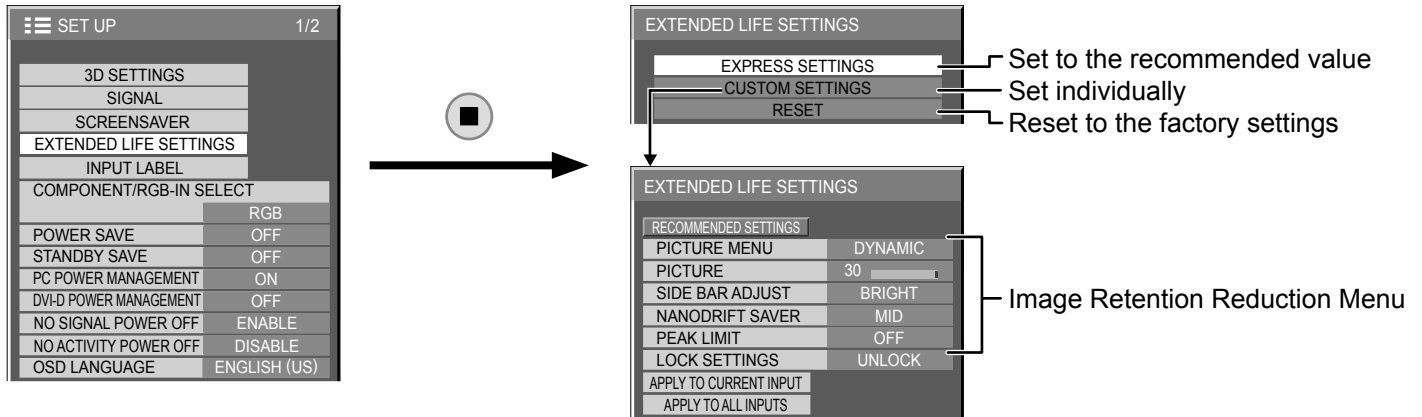 SET UP 1/2
3D SETTINGS
SIGNAL
SCREENSAVER
EXTENDED LIFE SETTINGS
INPUT LABEL
COMPONENT/RGB-IN SELECT
RGB
POWER SAVE OFF
STANDBY SAVE OFF
PC POWER MANAGEMENT ON
DVI-D POWER MANAGEMENT OFF
NO SIGNAL POWER OFF ENABLE
NO ACTIVITY POWER OFF DISABLE
OSD LANGUAGE ENGLISH (US)
EXTENDED LIFE SETTINGS
EXPRESS SETTINGS
CUSTOM SETTINGS
RESET
Set to the recommended value
Set individually
Reset to the factory settings
EXTENDED LIFE SETTINGS
RECOMMENDED SETTINGS
PICTURE MENU DYNAMIC
PICTURE 30
SIDE BAR ADJUST BRIGHT
NANODRIFT SAVER MID
PEAK LIMIT OFF
LOCK SETTINGS UNLOCK
APPLY TO CURRENT INPUT
APPLY TO ALL INPUTS
Image Retention Reduction Menu